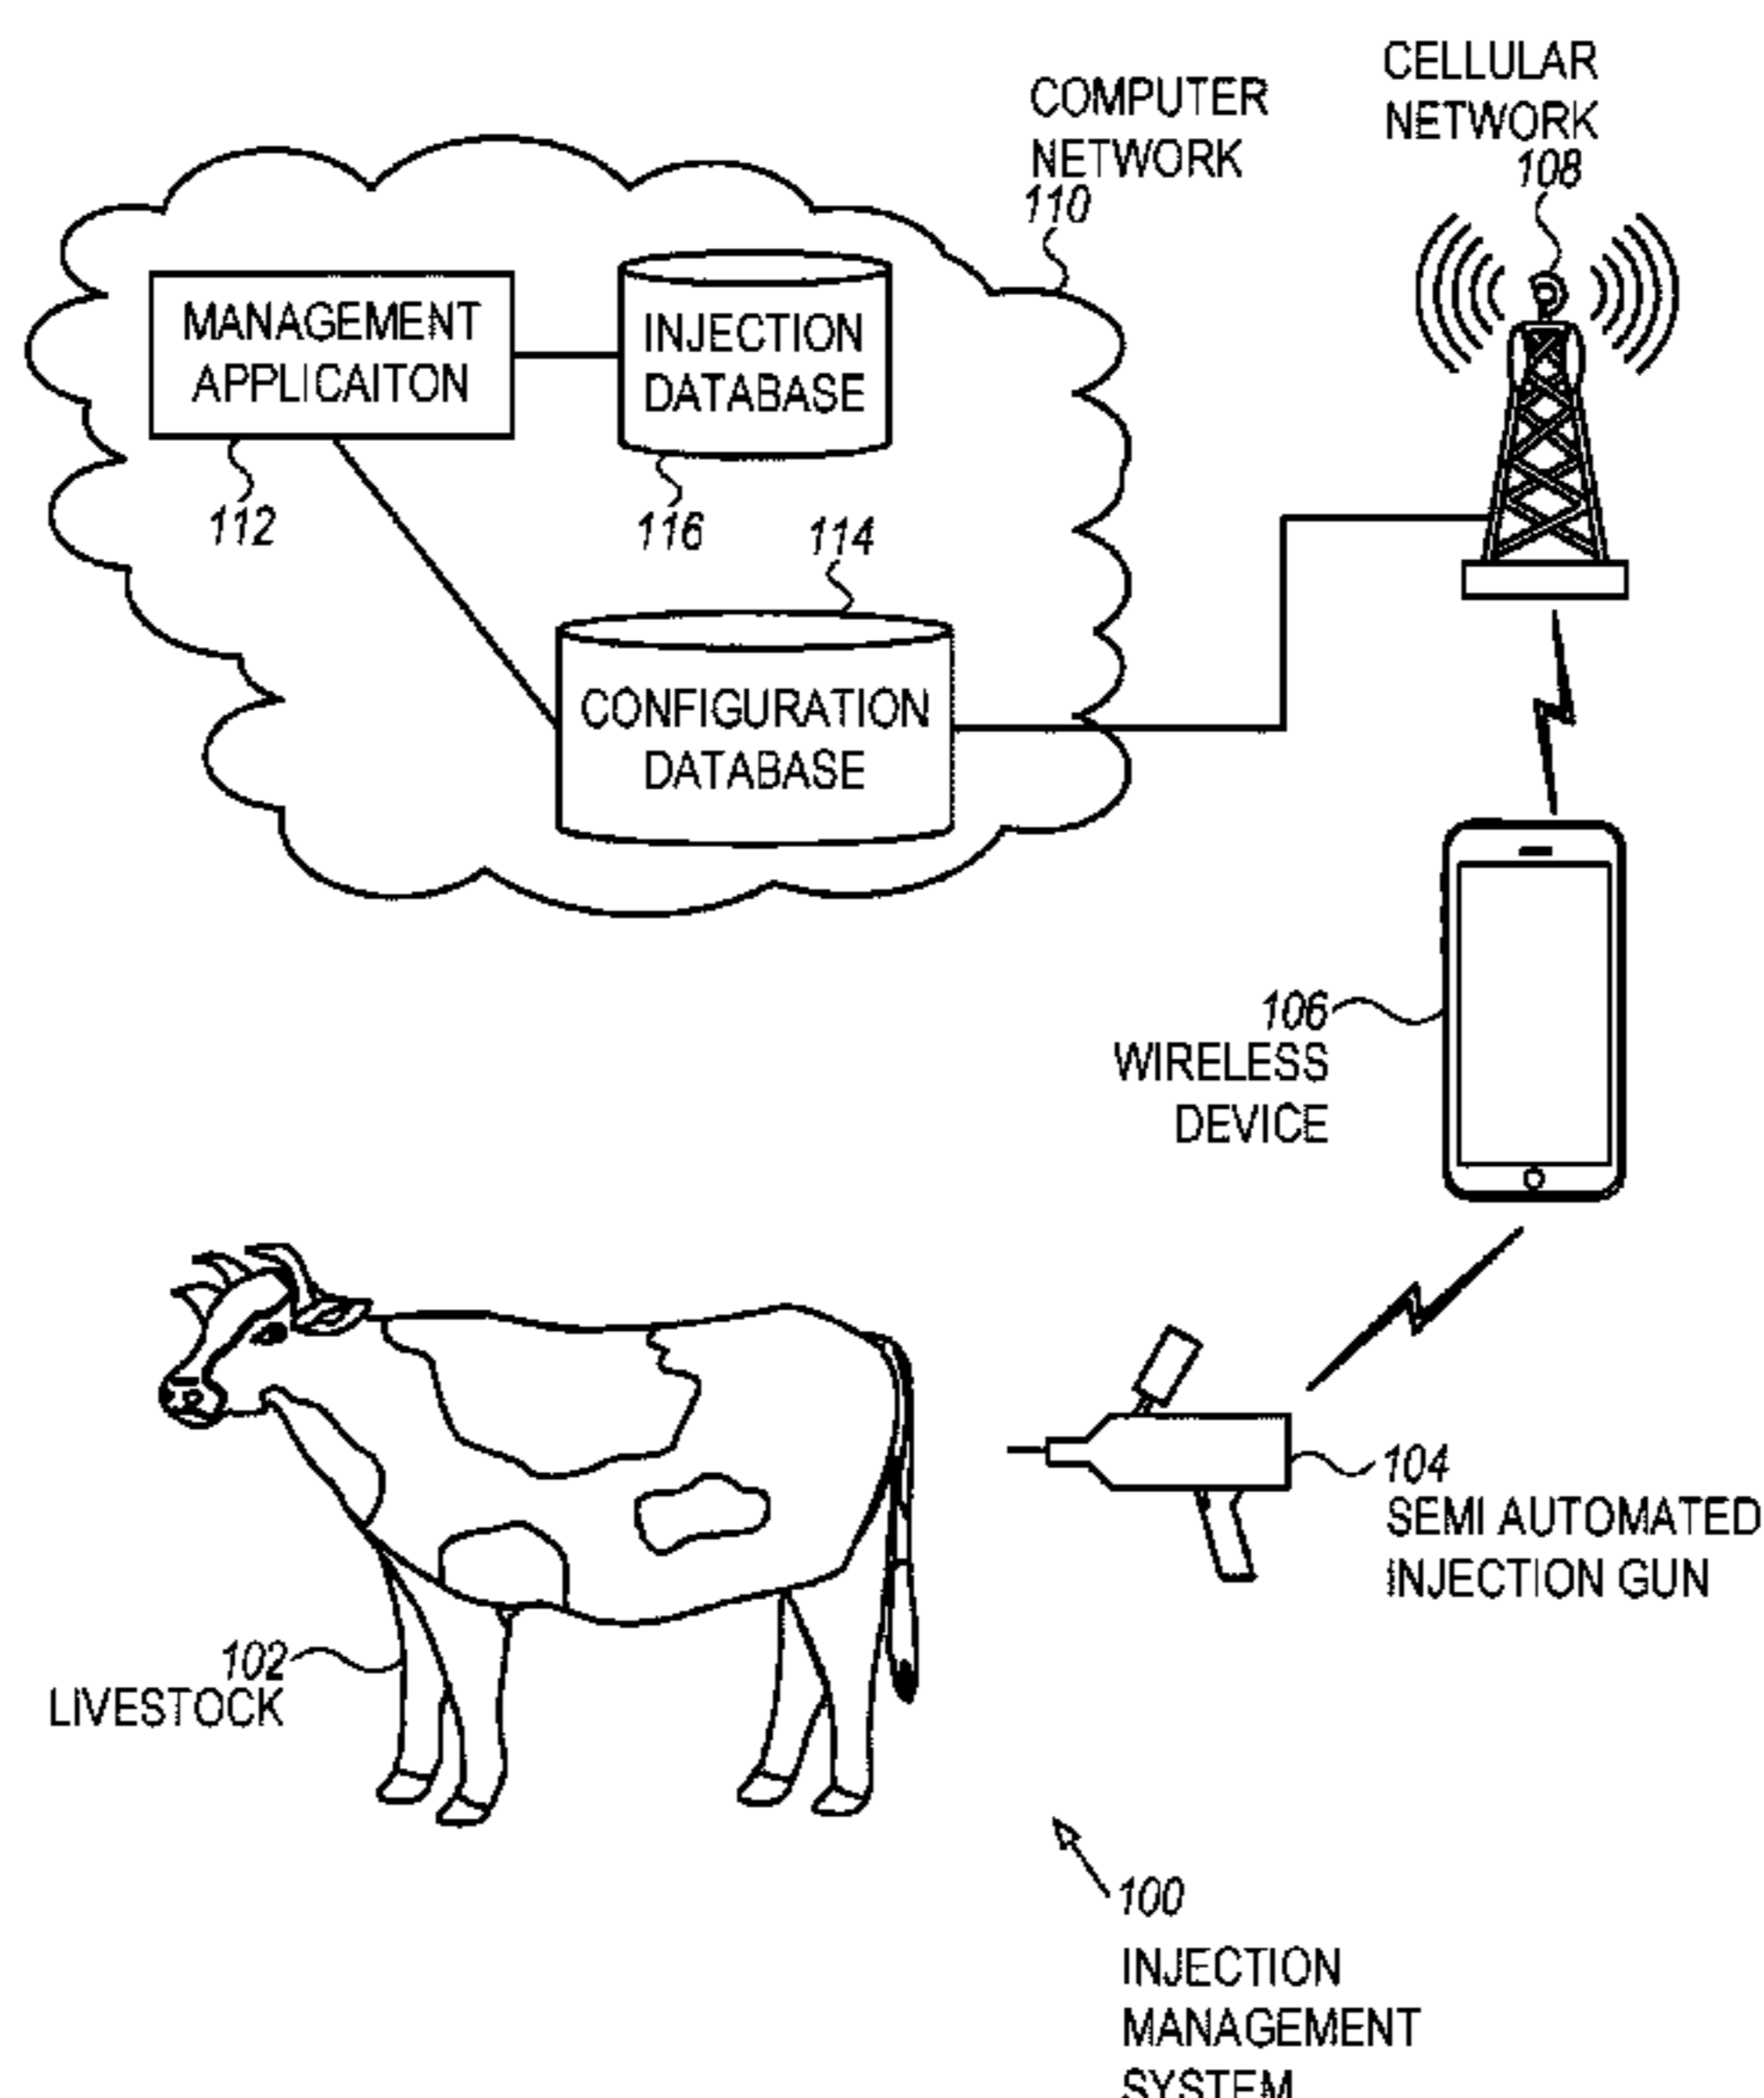 CELLULAR
NETWORK
108
COMPUTER
NETWORK
110
MANAGEMENT
APPLICAITON
112
INJECTION
DATABASE
116
114
CONFIGURATION
DATABASE
106
WIRELESS
DEVICE
104
SEMI AUTOMATED
INJECTION GUN
102
LIVESTOCK
100
INJECTION
MANAGEMENT
SYSTEM